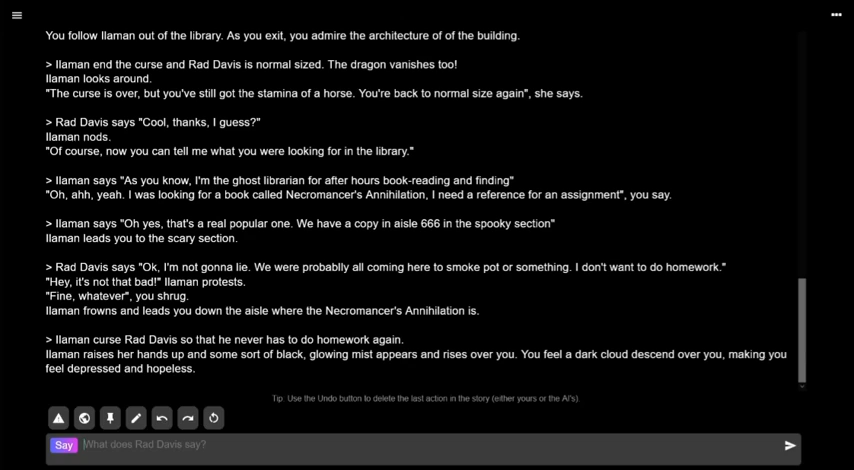 You follow Ilaman out of the library. As you exit, you admire the architecture of of the building.
> Ilaman end the curse and Rad Davis is normal sized. The dragon vanishes too!
Ilaman looks around.
"The curse is over, but you've still got the stamina of a horse. You're back to normal size again", she says.
> Rad Davis says "Cool, thanks, I guess?"
Ilaman nods.
"Of course, now you can tell me what you were looking for in the library."
> Ilaman says "As you know, I'm the ghost librarian for after hours book-reading and finding"
"Oh, ahh, yeah. I was looking for a book called Necromancer's Annihilation, I need a reference for an assignment", you say.
> Ilaman says "Oh yes, that's a real popular one. We have a copy in aisle 666 in the spooky section"
Ilaman leads you to the scary section.
> Rad Davis says "Ok, I'm not gonna lie. We were probablly all coming here to smoke pot or something. I don't want to do homework."
"Hey, it's not that bad!" Ilaman protests.
"Fine, whatever", you shrug.
Ilaman frowns and leads you down the aisle where the Necromancer's Annihilation is.
> Ilaman curse Rad Davis so that he never has to do homework again.
Ilaman raises her hands up and some sort of black, glowing mist appears and rises over you. You feel a dark cloud descend over you, making you
feel depressed and hopeless.
Tip: Use the Undo button to delete the last action in the story (either yours or the AI's).
Say What does Rad Davis say?